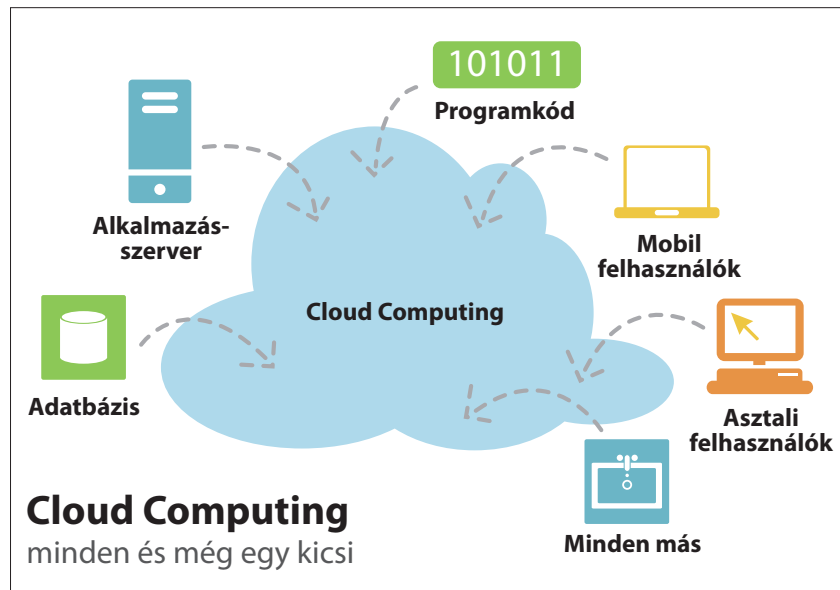 101011
Programkód
Alkalmazás-
szerver
Mobil
felhasználók
Cloud Computing
Adatbázis
Asztali
felhasználók
Minden más
Cloud Computing
minden és még egy kicsi